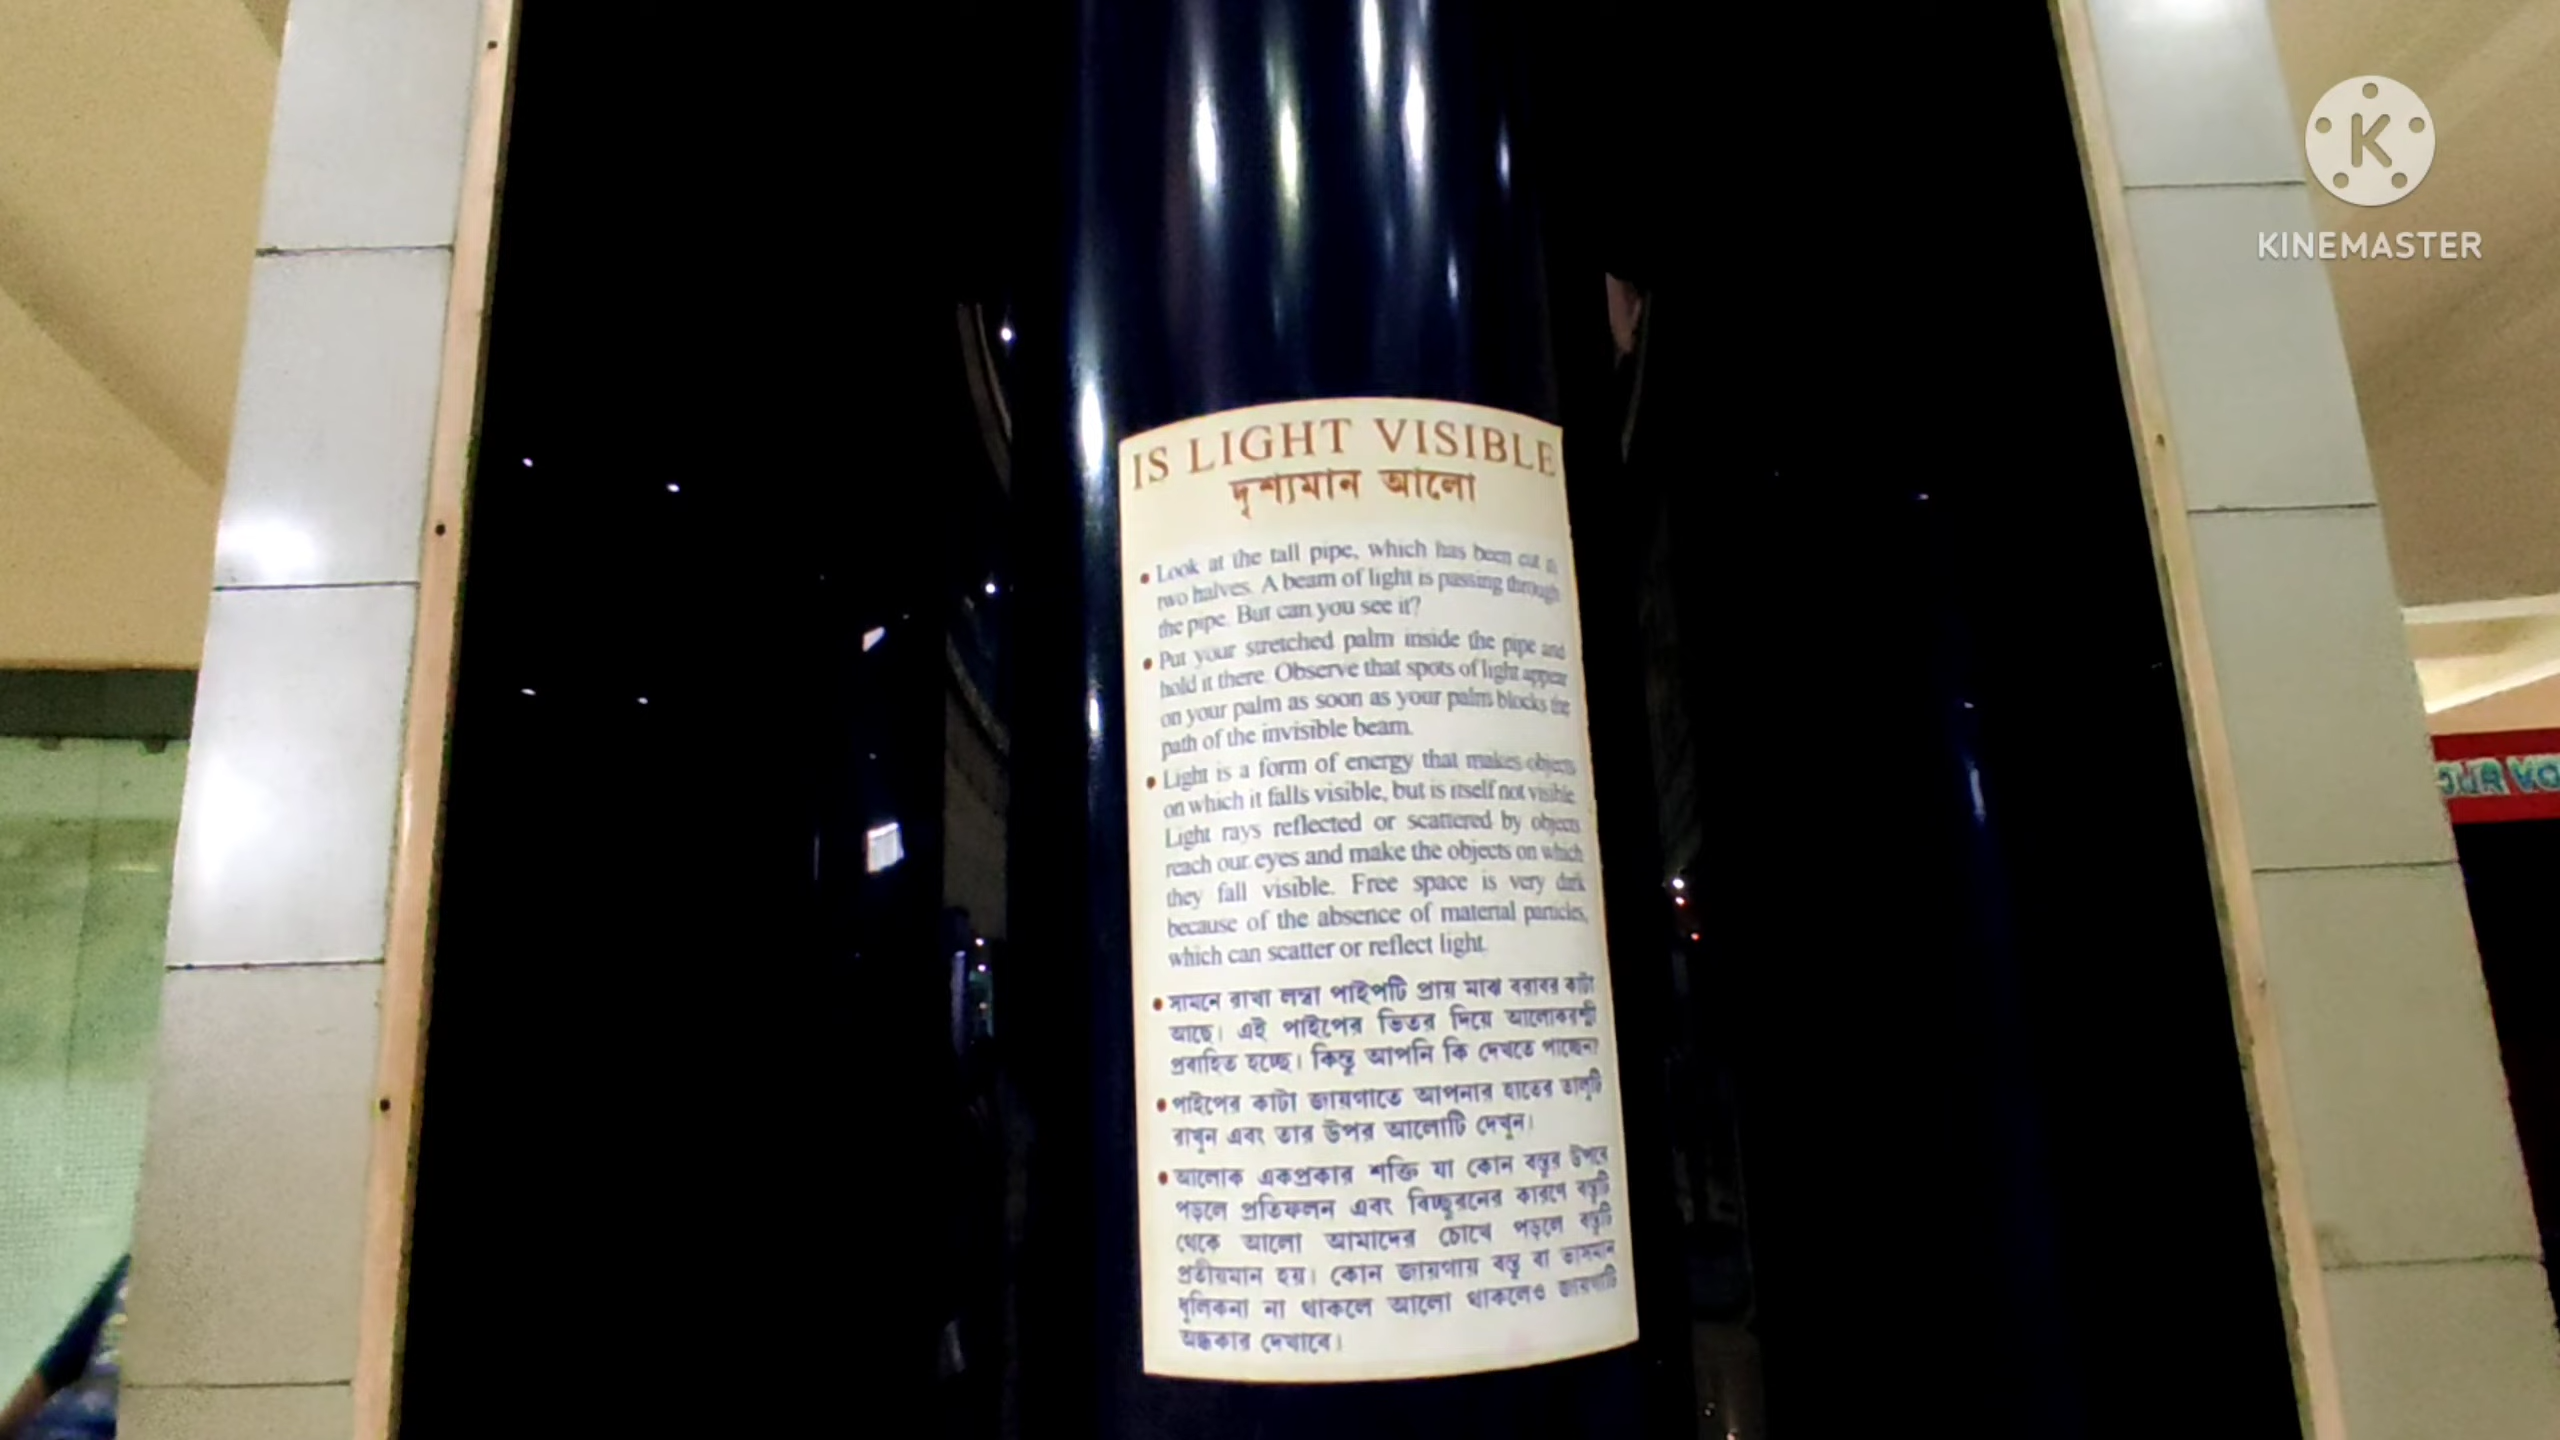 KINEMASTER
IS LIGHT VISIBLE
দৃশ্যমান আলো
• Look at the tall pipe, which has been cut in
two halves. A beam of light is passing through
the pipe. But can you see it?
• Put your stretched palm inside the pipe and
hold it there. Observe that spots of light appear
on your palm as soon as your palm blocks the
path of the invisible beam.
• Light is a form of energy that makes objects
on which it falls visible, but is itself not visible.
Light rays reflected or scattered by objects
reach our eyes and make the objects on which
they fall visible. Free space is very dark
because of the absence of material particles,
which can scatter or reflect light.
• সামনে রাখা লম্বা পাইপটি প্রায় মাঝ বরাবর কাটা
আছে। এই পাইপের ভিতর দিয়ে আলোকরশ্মী
প্রবাহিত হচ্ছে। কিন্তু আপনি কি দেখতে পাচ্ছেন?
• পাইপের কাটা জায়গাতে আপনার হাতের তালুটি
রাখুন এবং তার উপর আলোটি দেখুন।
• আলোক একপ্রকার শক্তি যা কোন বস্তুর উপরে
পড়লে প্রতিফলন এবং বিচ্ছুরনের কারণে বস্তুটি
থেকে আলো আমাদের চোখে পড়লে বস্তুটি
প্রতীয়মান হয়। কোন জায়গায় বস্তু বা ভাসমান
ধূলিকনা না থাকলে আলো থাকলেও জায়গাটি
অন্ধকার দেখাবে।